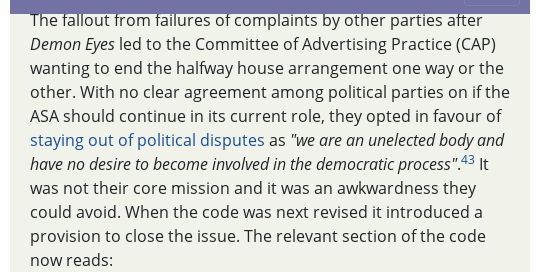 The fallout from failures of complaints by other parties after
Demon Eyes led to the Committee of Advertising Practice (CAP)
wanting to end the halfway house arrangement one way or the
other. With no clear agreement among political parties on if the
ASA should continue in its current role, they opted in favour of
staying out of political disputes as "we are an unelected body and
have no desire to become involved in the democratic process".43 It
was not their core mission and it was an awkwardness they
could avoid. When the code was next revised it introduced a
provision to close the issue. The relevant section of the code
now reads: